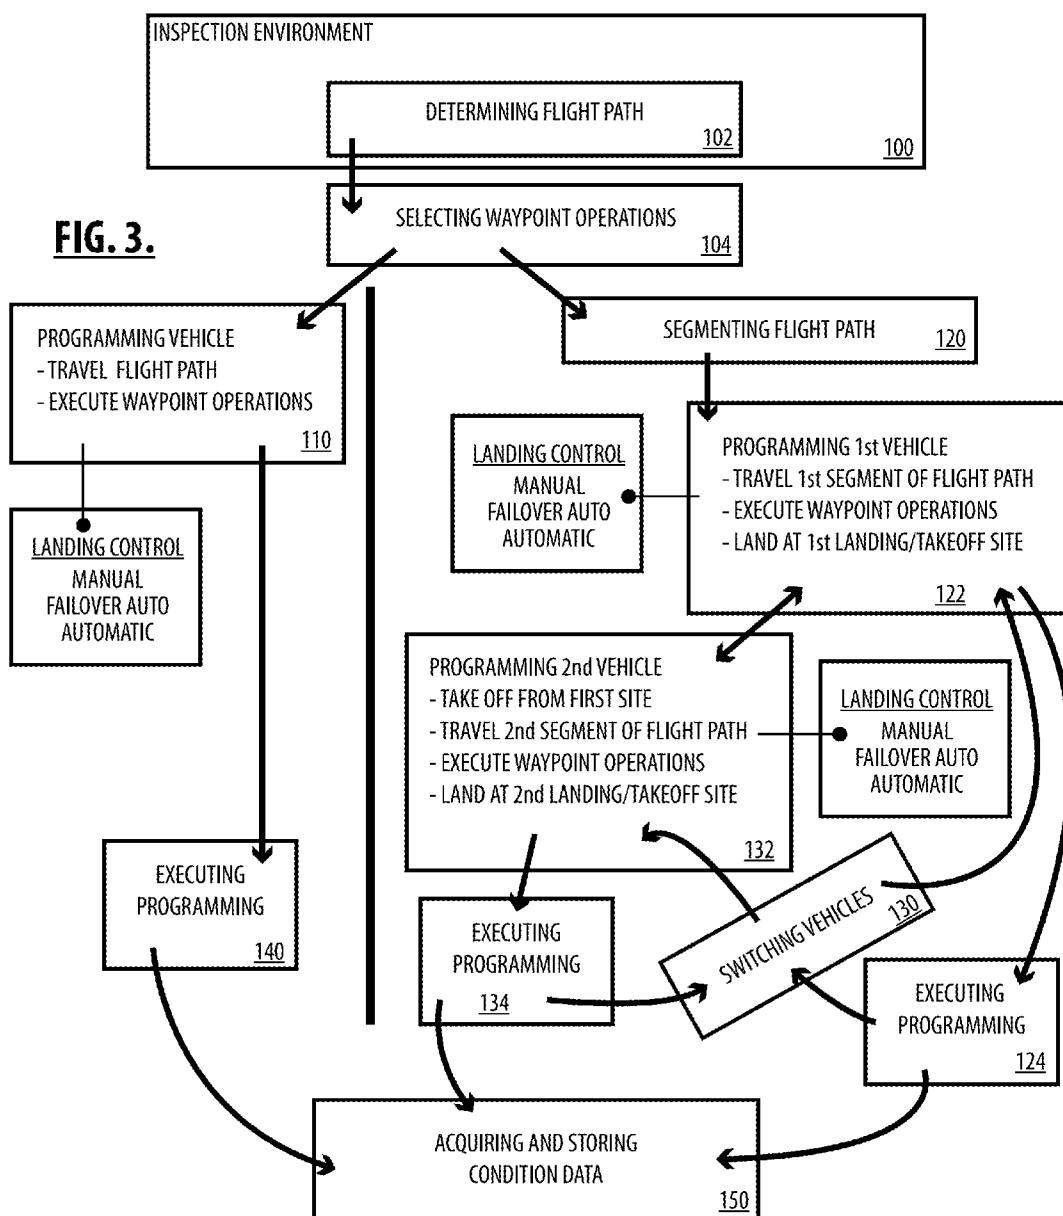 INSPECTION ENVIRONMENT
DETERMINING FLIGHT PATH
102
100
SELECTING WAYPOINT OPERATIONS
104
FIG. 3.
PROGRAMMING VEHICLE
- TRAVEL FLIGHT PATH
- EXECUTE WAYPOINT OPERATIONS
110
SEGMENTING FLIGHT PATH
120
LANDING CONTROL
MANUAL
FAILOVER AUTO
AUTOMATIC
PROGRAMMING 1st VEHICLE
- TRAVEL 1st SEGMENT OF FLIGHT PATH
- EXECUTE WAYPOINT OPERATIONS
- LAND AT 1st LANDING/TAKEOFF SITE
122
LANDING CONTROL
MANUAL
FAILOVER AUTO
AUTOMATIC
PROGRAMMING 2nd VEHICLE
- TAKE OFF FROM FIRST SITE
- TRAVEL 2nd SEGMENT OF FLIGHT PATH
- EXECUTE WAYPOINT OPERATIONS
- LAND AT 2nd LANDING/TAKEOFF SITE
132
LANDING CONTROL
MANUAL
FAILOVER AUTO
AUTOMATIC
EXECUTING
PROGRAMMING
140
EXECUTING
PROGRAMMING
134
SWITCHING VEHICLES
130
EXECUTING
PROGRAMMING
124
ACQUIRING AND STORING
CONDITION DATA
150